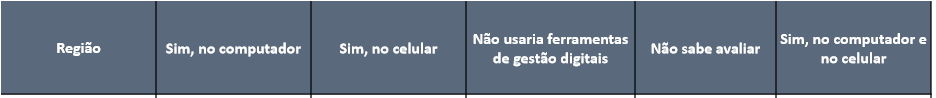 Região
Sim, no computador
Sim, no celular
Não usaria ferramentas
de gestão digitais
Não sabe avaliar
Sim, no computador e
no celular